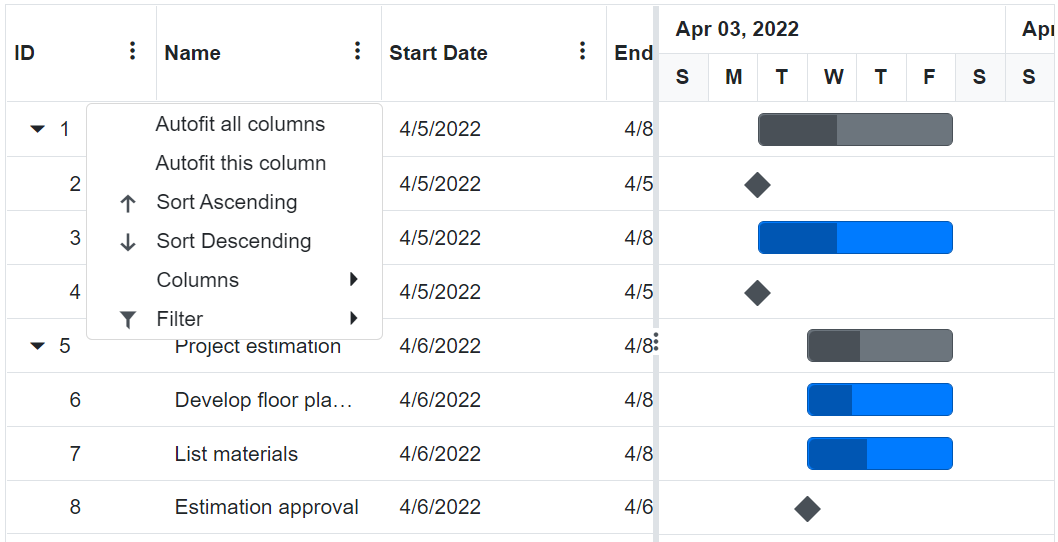 ID Name Start Date End Apr 03, 2022 Apr
S M T W T F S S
1 4/5/2022 4/8
Autofit all columns
Autofit this column
2 4/5/2022 4/5
Sort Ascending
3 4/5/2022 4/8
Sort Descending
Columns
4 4/5/2022 4/5
Filter
5 Project estimation 4/6/2022 4/8
6 Develop floor pla… 4/6/2022 4/8
7 List materials 4/6/2022 4/8
8 Estimation approval 4/6/2022 4/6